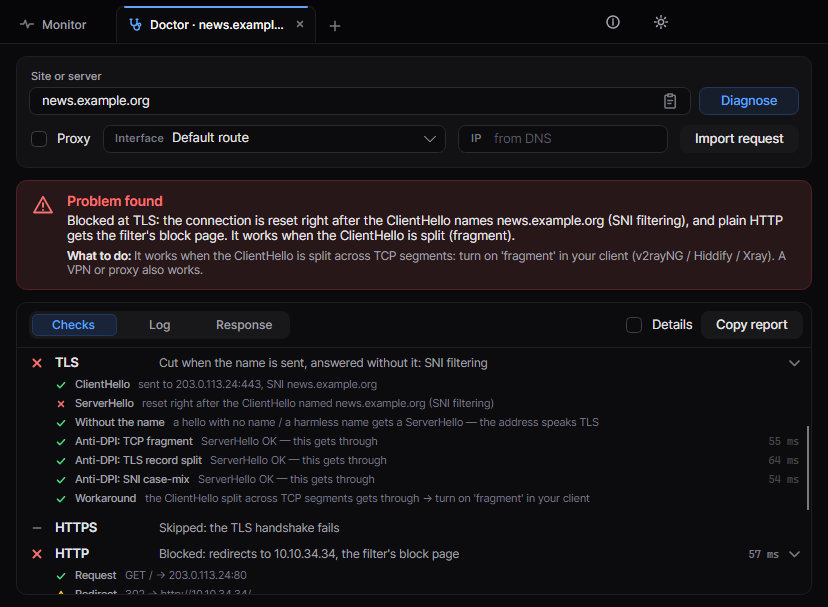 Monitor
Doctor · news.exampl...
Site or server
news.example.org
Diagnose
Proxy
Interface Default route
IP from DNS
Import request
Problem found
Blocked at TLS: the connection is reset right after the ClientHello names news.example.org (SNI filtering), and plain HTTP
gets the filter's block page. It works when the ClientHello is split (fragment).
What to do: It works when the ClientHello is split across TCP segments: turn on 'fragment' in your client (v2rayNG / Hiddify / Xray). A
VPN or proxy also works.
Checks
Log
Response
Details
Copy report
TLS Cut when the name is sent, answered without it: SNI filtering
ClientHello sent to 203.0.113.24:443, SNI news.example.org
ServerHello reset right after the ClientHello named news.example.org (SNI filtering)
Without the name a hello with no name / a harmless name gets a ServerHello — the address speaks TLS
Anti-DPI: TCP fragment ServerHello OK — this gets through 55 ms
Anti-DPI: TLS record split ServerHello OK — this gets through 64 ms
Anti-DPI: SNI case-mix ServerHello OK — this gets through 54 ms
Workaround the ClientHello split across TCP segments gets through → turn on 'fragment' in your client
HTTPS Skipped: the TLS handshake fails
HTTP Blocked: redirects to 10.10.34.34, the filter's block page 57 ms
Request GET / → 203.0.113.24:80
Redirect 302 → http://10.10.34.34/